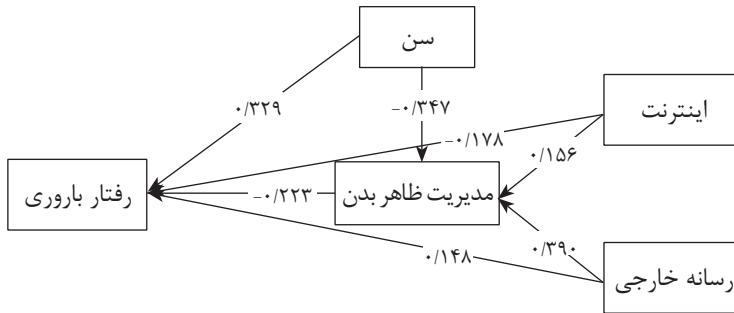 سن
۰/۳۲۹
–۰/۳۴۷
اینترنت
–۰/۱۷۸
۰/۱۵۶
رفتار باروری
–۰/۲۲۳
مدیریت ظاهر بدن
۰/۳۹۰
۰/۱۴۸
رسانه خارجی